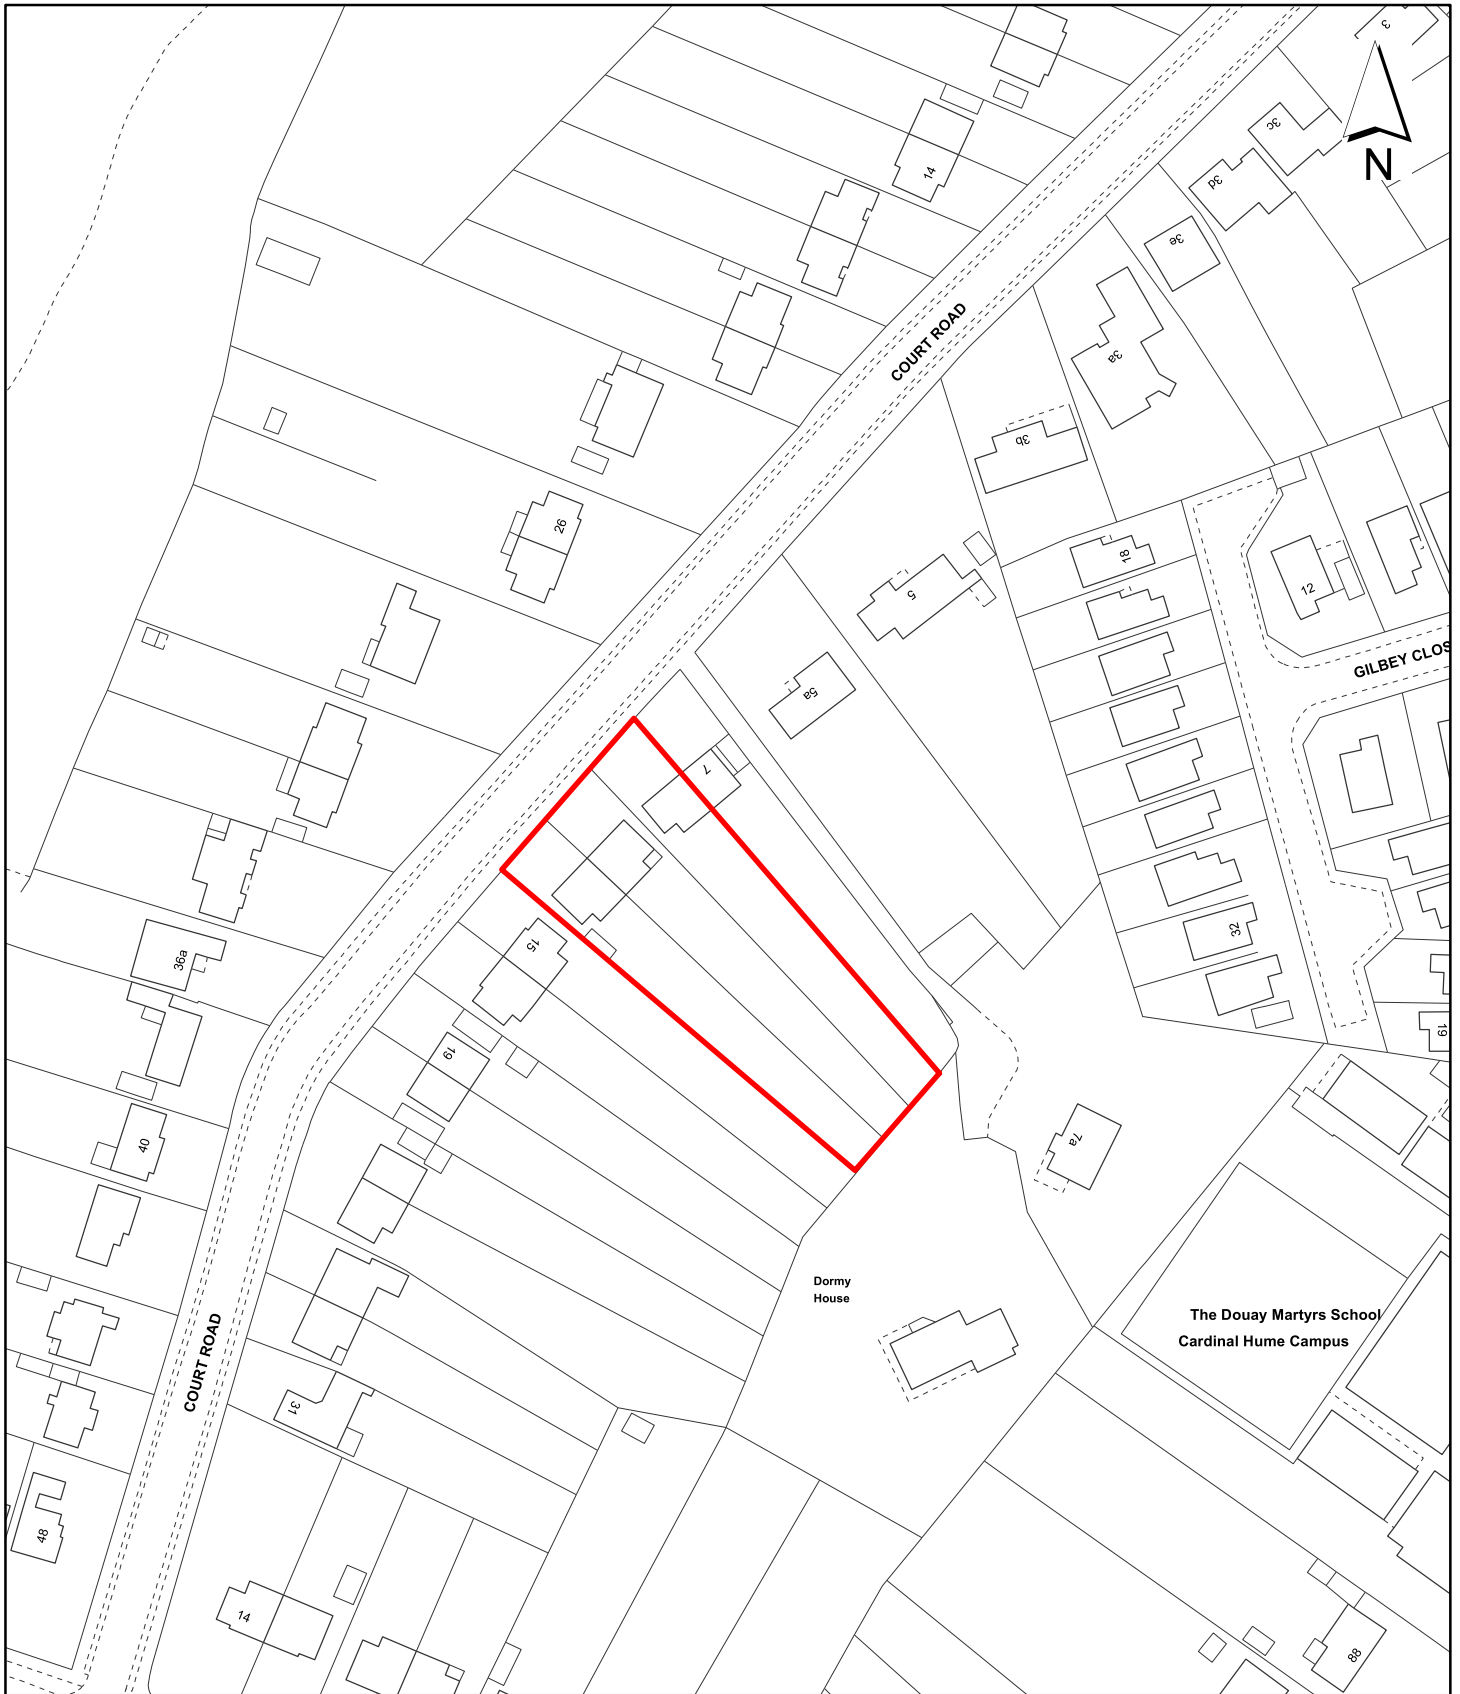 3
3c
N
3d
14
3e
COURT ROAD
3a
3b
26
18
5
12
GILBEY CLOS
5a
7
32
15
36a
19
19
40
7a
Dormy
House
The Douay Martyrs School
Cardinal Hume Campus
COURT ROAD
31
48
14
88